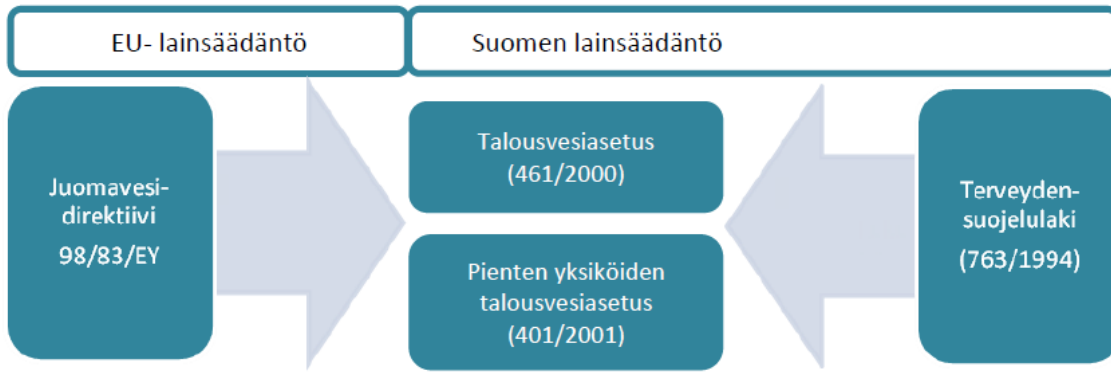 EU- lainsäädäntö
Suomen lainsäädäntö
Juomavesi-
direktiivi
98/83/EY
Talousvesiasetus
(461/2000)
Pienten yksiköiden
talousvesiasetus
(401/2001)
Terveyden-
suojelulaki
(763/1994)